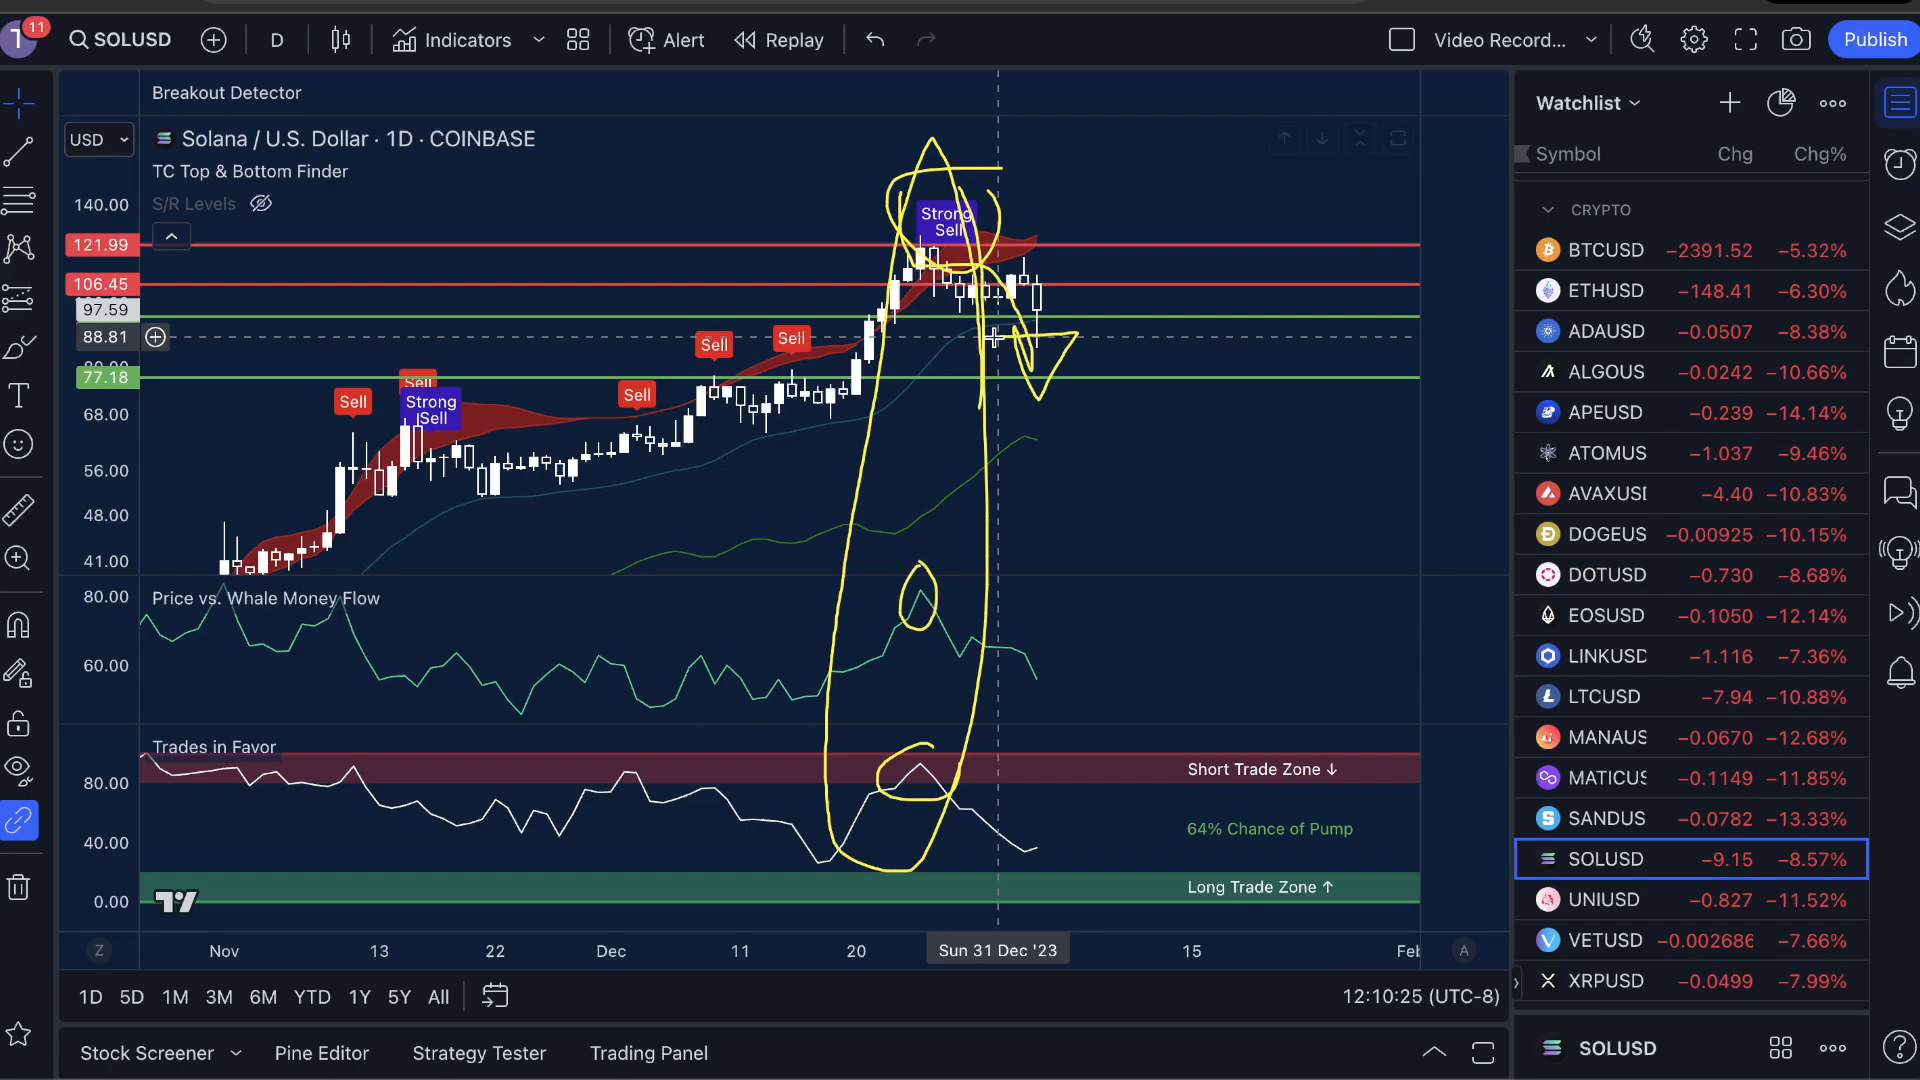 T
11
SOLUSD
D
Indicators
Alert
Replay
Video Record...
Publish
Breakout Detector
USD
Solana / U.S. Dollar · 1D · COINBASE
TC Top & Bottom Finder
S/R Levels
140.00
121.99
106.45
97.59
88.81
77.18
68.00
56.00
48.00
41.00
Strong
Sell
Sell
Sell
Sell
Sell
Strong
Sell
Sell
Price vs. Whale Money Flow
80.00
60.00
Trades in Favor
80.00
40.00
0.00
Short Trade Zone ↓
64% Chance of Pump
Long Trade Zone ↑
Z
Nov
13
22
Dec
11
20
Sun 31 Dec '23
15
Feb
A
1D 5D 1M 3M 6M YTD 1Y 5Y All
12:10:25 (UTC-8)
Stock Screener
Pine Editor
Strategy Tester
Trading Panel
Watchlist
Symbol Chg Chg%
CRYPTO
BTCUSD −2391.52 −5.32%
ETHUSD −148.41 −6.30%
ADAUSD −0.0507 −8.38%
ALGOUS −0.0242 −10.66%
APEUSD −0.239 −14.14%
ATOMUS −1.037 −9.46%
AVAXUSD −4.40 −10.83%
DOGEUS −0.00925 −10.15%
DOTUSD −0.730 −8.68%
EOSUSD −0.1050 −12.14%
LINKUSD −1.116 −7.36%
LTCUSD −7.94 −10.88%
MANAUS −0.0670 −12.68%
MATICUS −0.1149 −11.85%
SANDUS −0.0782 −13.33%
SOLUSD −9.15 −8.57%
UNIUSD −0.827 −11.52%
VETUSD −0.002686 −7.66%
XRPUSD −0.0499 −7.99%
SOLUSD